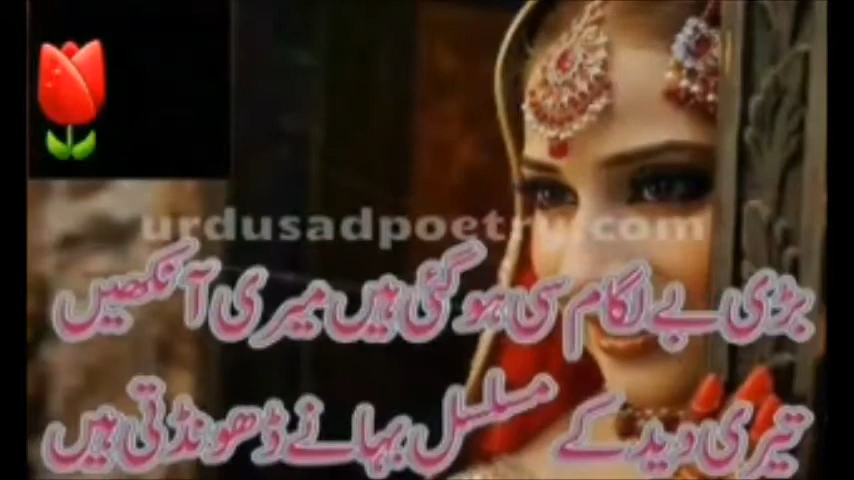 urdusadpoetry.com
بڑی بے لگام سی ہو گئی ہیں میری آنکھیں
تیری دید کے مسلسل بہانے ڈھونڈتی ہیں